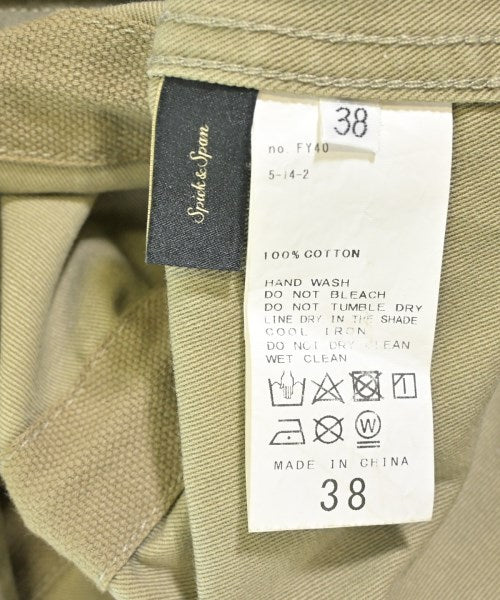 Spick & Span
38
no. FY40
5-14-2
100% COTTON
HAND WASH
DO NOT BLEACH
DO NOT TUMBLE DRY
LINE DRY IN THE SHADE
COOL IRON
DO NOT DRY CLEAN
WET CLEAN
W
MADE IN CHINA
38